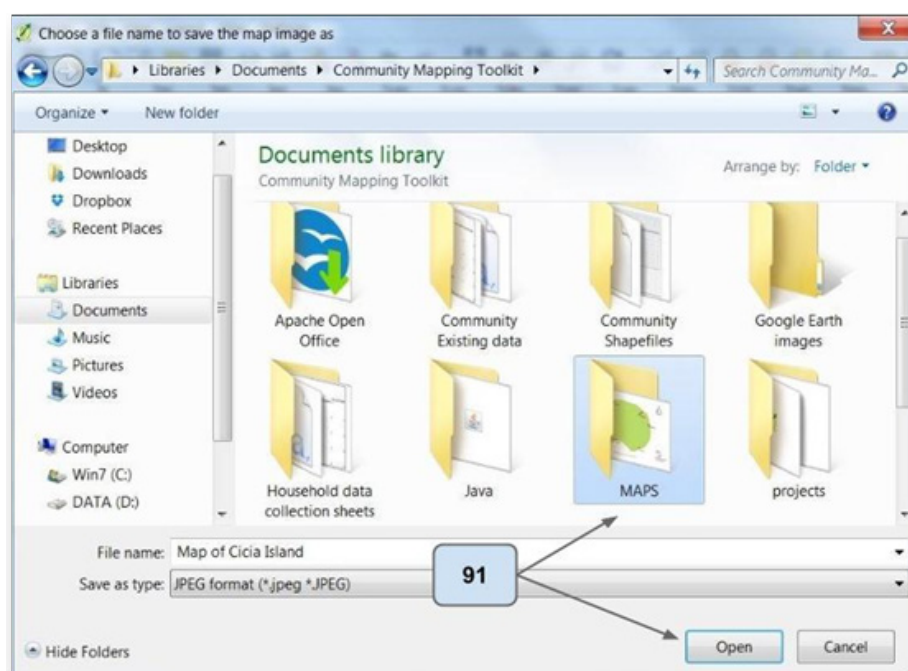 Choose a file name to save the map image as
Libraries Documents Community Mapping Toolkit
Search Community Ma...
Organize New folder
Desktop
Downloads
Dropbox
Recent Places
Libraries
Documents
Music
Pictures
Videos
Computer
Win7 (C:)
DATA (D:)
Documents library
Community Mapping Toolkit
Arrange by: Folder
Apache Open
Office
Community
Existing data
Community
Shapefiles
Google Earth
images
Household data
collection sheets
Java
MAPS
projects
File name: Map of Cicia Island
Save as type: JPEG format (*.jpeg *.JPEG)
91
Hide Folders
Open
Cancel